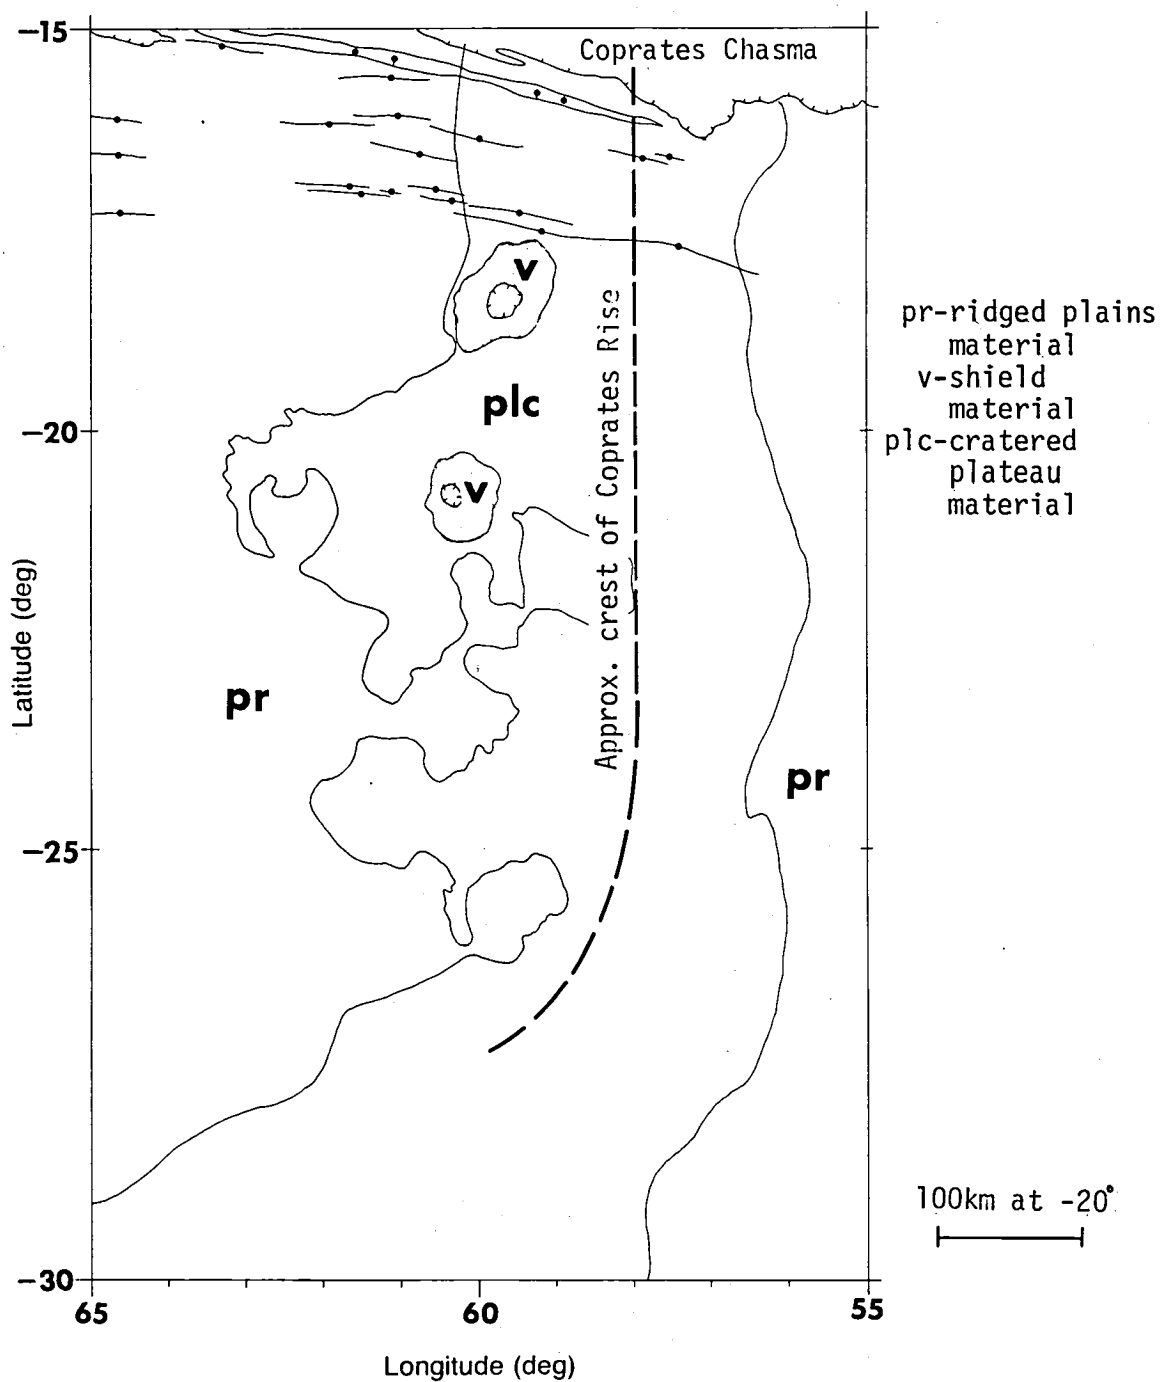 −15
Coprates Chasma
v
Approx. crest of Coprates Rise
pr-ridged plains
material
v-shield
material
plc-cratered
plateau
material
plc
−20
v
Latitude (deg)
pr
pr
−25
100km at -20°
−30
65
60
55
Longitude (deg)